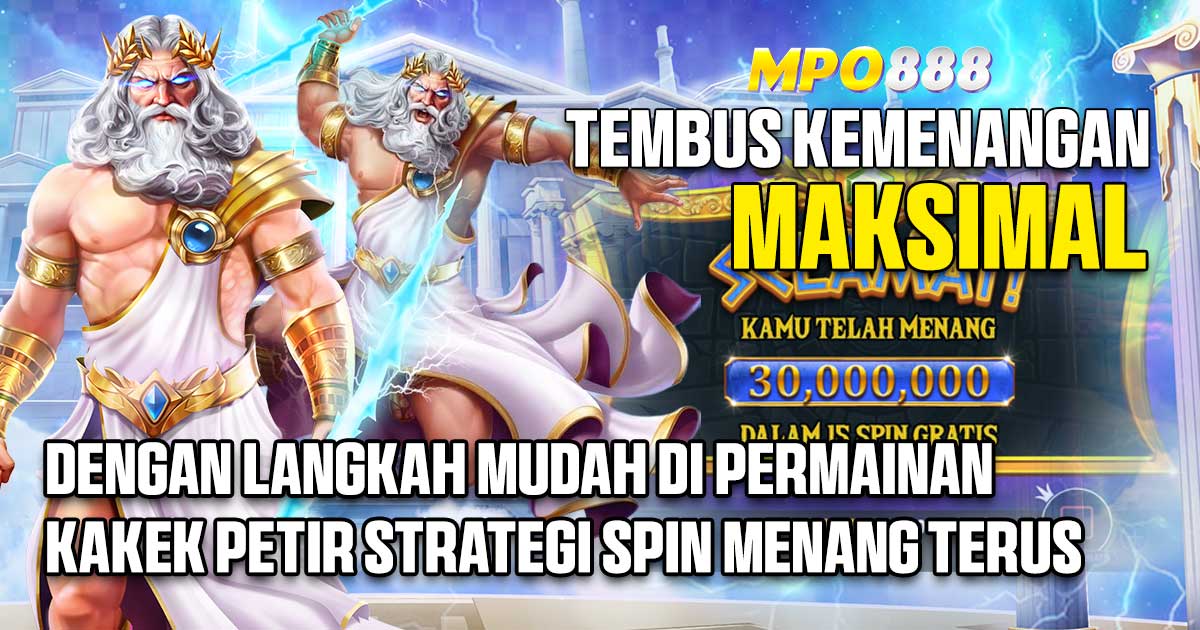 MPO888
TEMBUS KEMENANGAN
MAKSIMAL
SELAMAT!
KAMU TELAH MENANG
30,000,000
DALAM 15 SPIN GRATIS
DENGAN LANGKAH MUDAH DI PERMAINAN
KAKEK PETIR STRATEGI SPIN MENANG TERUS